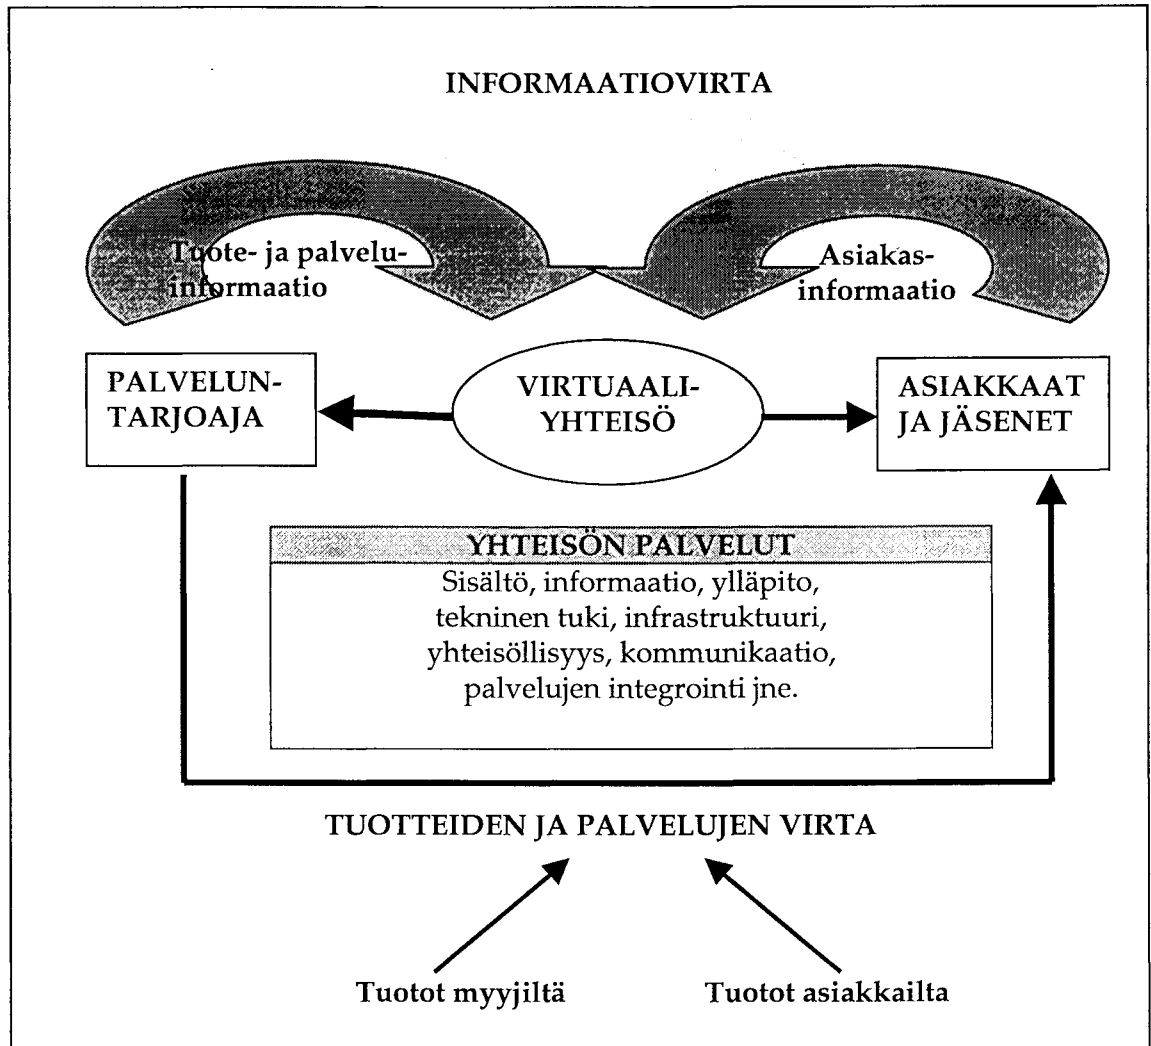 INFORMAATIOVIRTA
Tuote- ja palvelu-
informaatio
Asiakas-
informaatio
PALVELUN-
TARJOAJA
VIRTUAALI-
YHTEISÖ
ASIAKKAAT
JA JÄSENET
YHTEISÖN PALVELUT
Sisältö, informaatio, ylläpito,
tekninen tuki, infrastruktuuri,
yhteisöllisyys, kommunikaatio,
palvelujen integrointi jne.
TUOTTEIDEN JA PALVELUJEN VIRTA
Tuotot myyjiltä
Tuotot asiakkailta